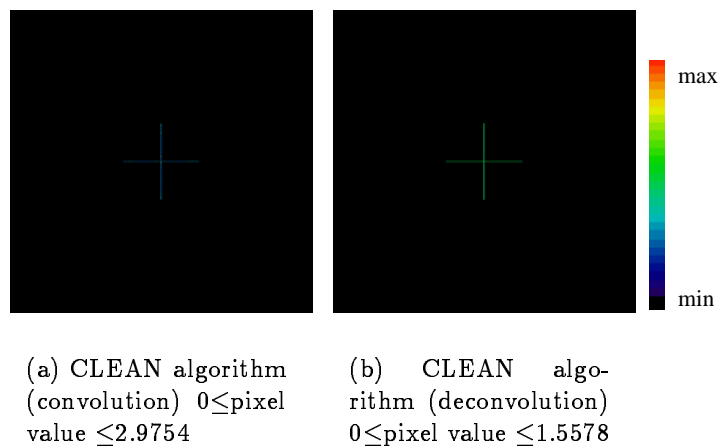 max
min
(a) CLEAN algorithm
(convolution) 0≤pixel
value ≤2.9754
(b) CLEAN algo-
rithm (deconvolution)
0≤pixel value ≤1.5578